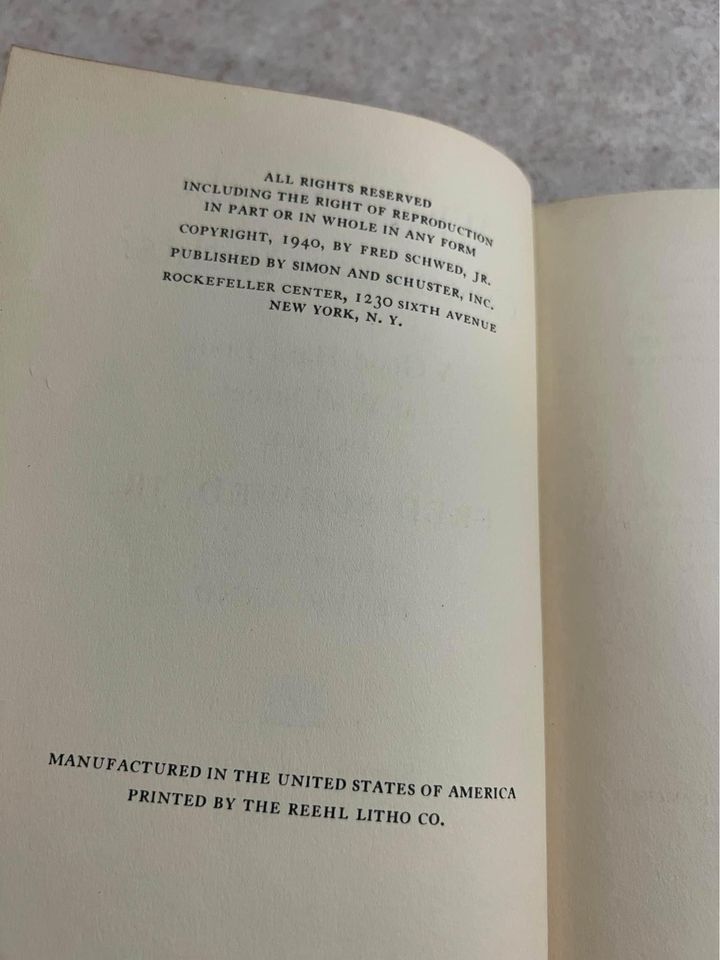 ALL RIGHTS RESERVED
INCLUDING THE RIGHT OF REPRODUCTION
IN PART OR IN WHOLE IN ANY FORM
COPYRIGHT, 1940, BY FRED SCHWED, JR.
PUBLISHED BY SIMON AND SCHUSTER, INC.
ROCKEFELLER CENTER, 1230 SIXTH AVENUE
NEW YORK, N. Y.
MANUFACTURED IN THE UNITED STATES OF AMERICA
PRINTED BY THE REEHL LITHO CO.